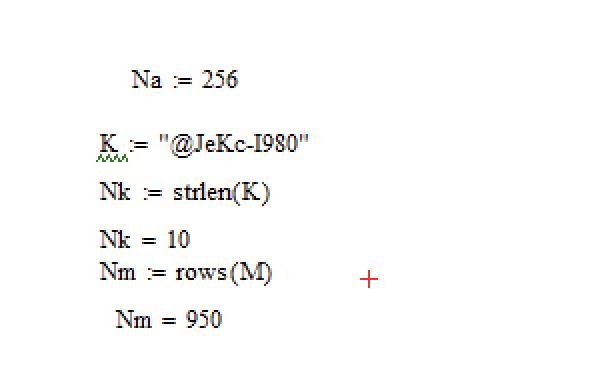 Na := 256
K := "@JeKc-I980"
Nk := strlen(K)
Nk = 10
Nm := rows(M)
Nm = 950